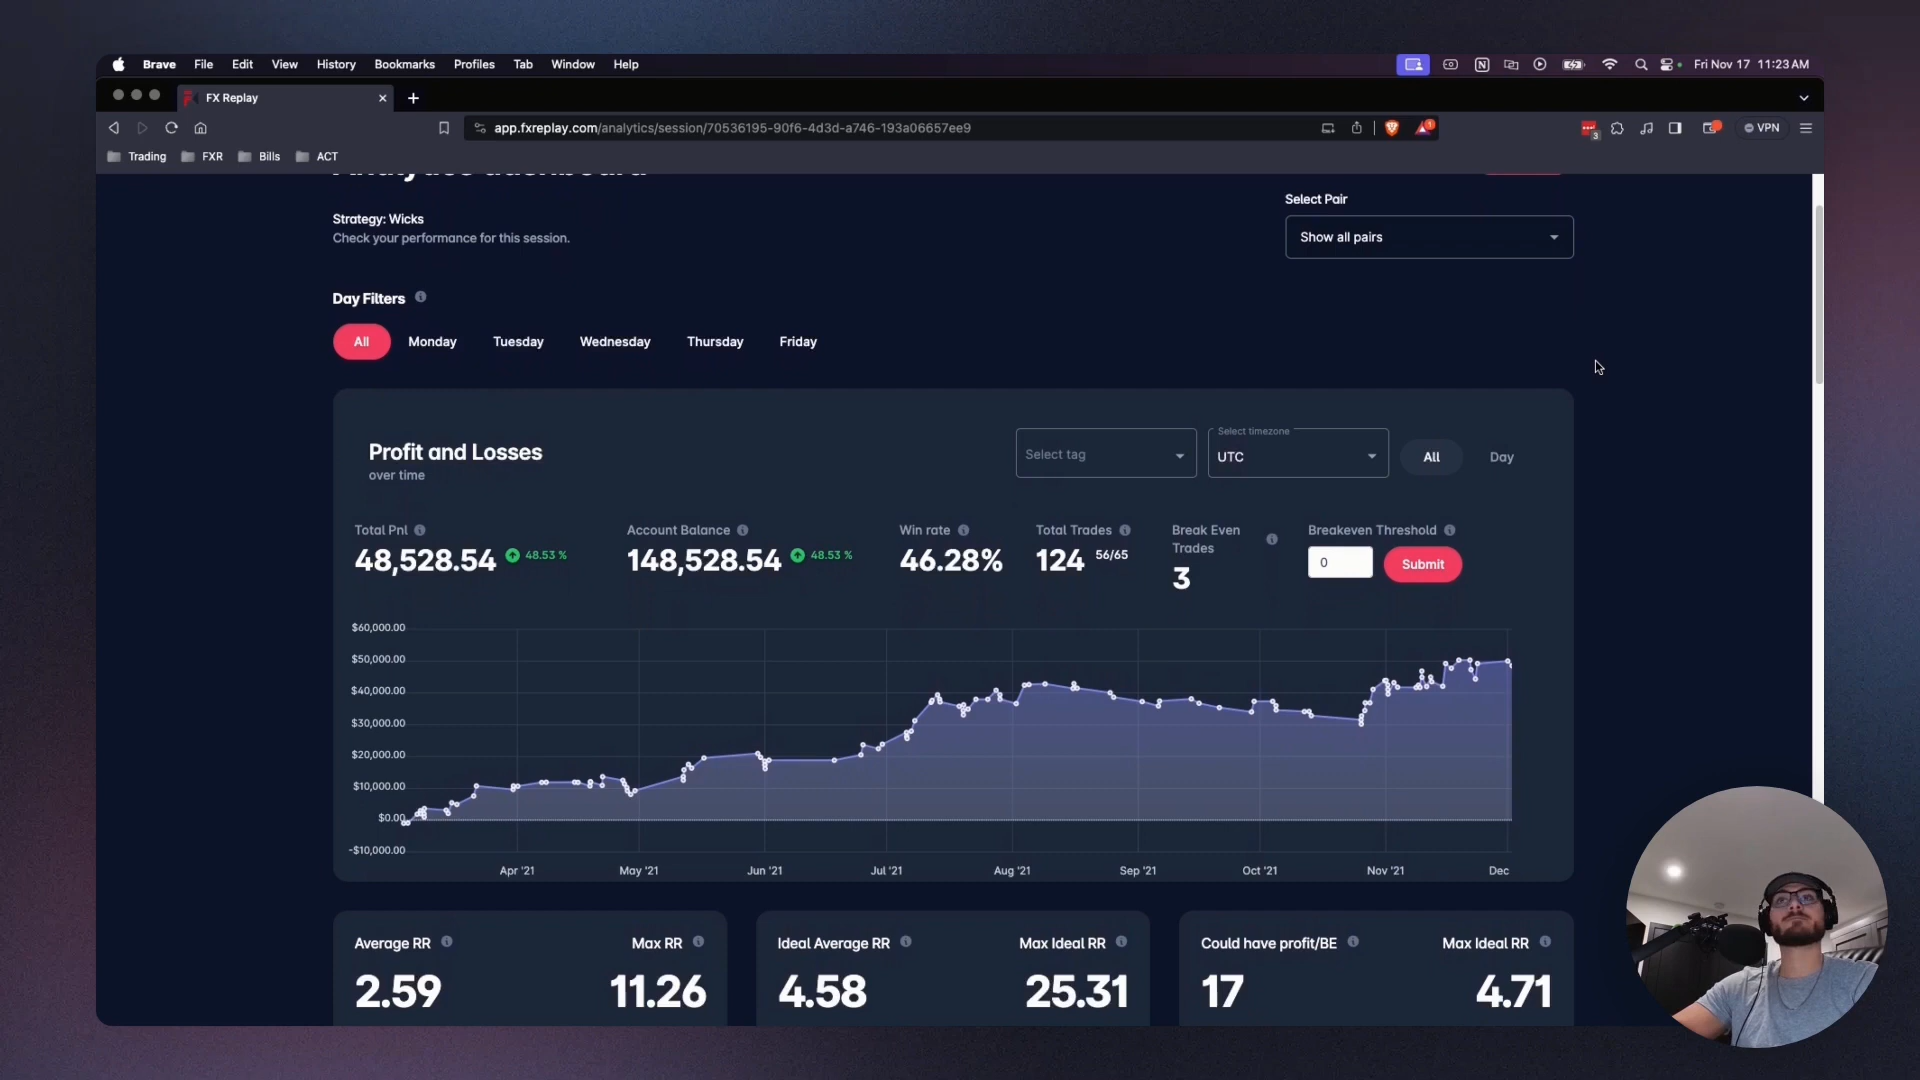 Brave File Edit View History Bookmarks Profiles Tab Window Help Fri Nov 17 11:23 AM
FX Replay
app.fxreplay.com/analytics/session/70536195-90f6-4d3d-a746-193a06657ee9 1 3 VPN
Trading FXR Bills ACT
Analytics dashboard
Select Pair
Strategy: Wicks
Check your performance for this session.
Show all pairs
Day Filters
All Monday Tuesday Wednesday Thursday Friday
Profit and Losses
over time
Select tag
Select timezone
UTC
All Day
Total Pnl
48,528.54 48.53 %
Account Balance
148,528.54 48.53 %
Win rate
46.28%
Total Trades
124 56/65
Break Even
Trades
3
Breakeven Threshold
0 Submit
$60,000.00
$50,000.00
$40,000.00
$30,000.00
$20,000.00
$10,000.00
$0.00
-$10,000.00
Apr '21 May '21 Jun '21 Jul '21 Aug '21 Sep '21 Oct '21 Nov '21 Dec
Average RR Max RR
2.59 11.26
Ideal Average RR Max Ideal RR
4.58 25.31
Could have profit/BE Max Ideal RR
17 4.71